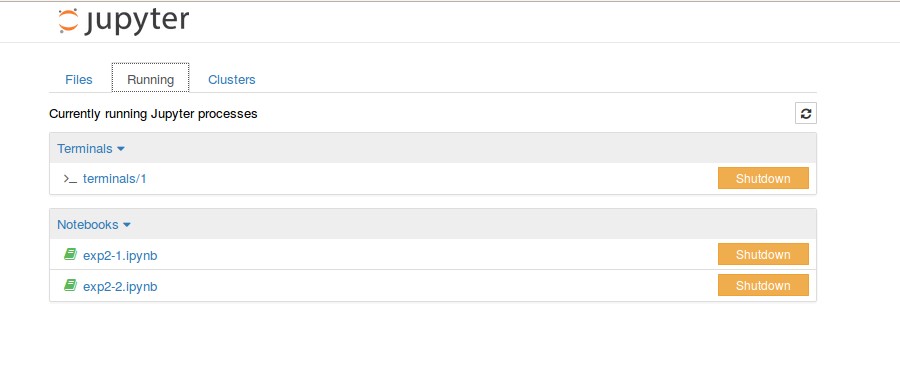 jupyter
Files Running Clusters
Currently running Jupyter processes
Terminals
>_ terminals/1 Shutdown
Notebooks
exp2-1.ipynb Shutdown
exp2-2.ipynb Shutdown